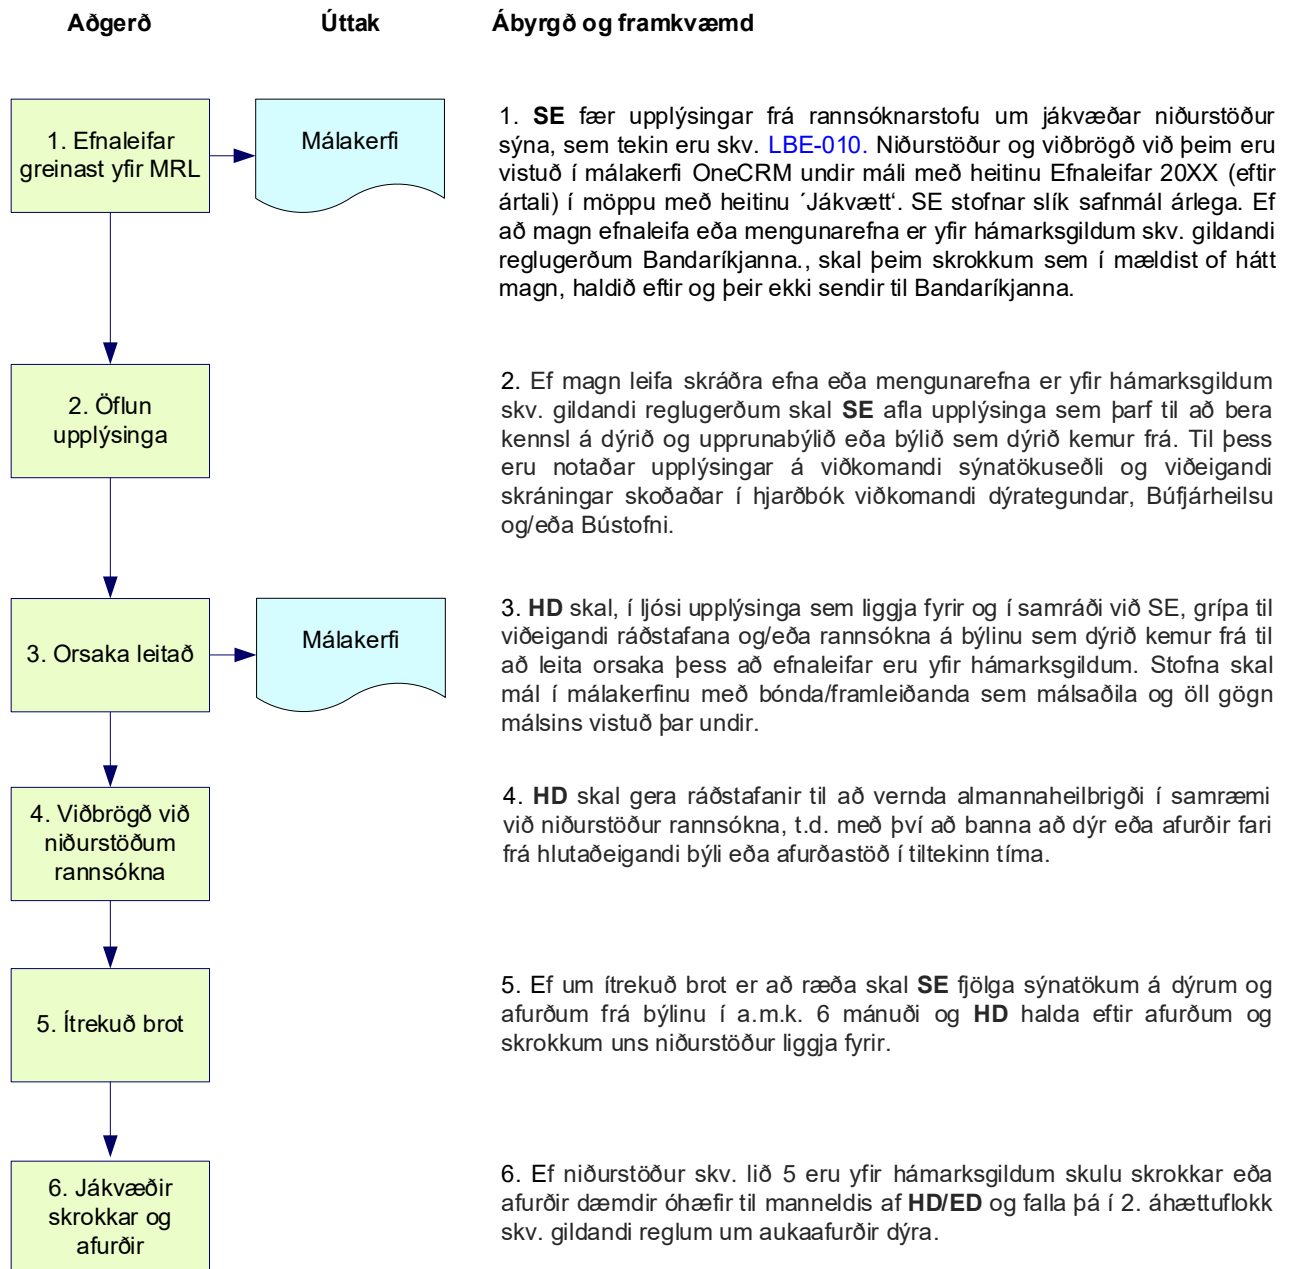 Aðgerð
Úttak
Ábyrgð og framkvæmd
1. Efnaleifar
greinast yfir MRL
Málakerfi
1. SE fær upplýsingar frá rannsóknarstofu um jákvæðar niðurstöður
sýna, sem tekin eru skv. LBE-010. Niðurstöður og viðbrögð við þeim eru
vistuð í málakerfi OneCRM undir máli með heitinu Efnaleifar 20XX (eftir
ártali) í möppu með heitinu ´Jákvætt‘. SE stofnar slík safnmál árlega. Ef
að magn efnaleifa eða mengunarefna er yfir hámarksgildum skv. gildandi
reglugerðum Bandaríkjanna., skal þeim skrokkum sem í mældist of hátt
magn, haldið eftir og þeir ekki sendir til Bandaríkjanna.
2. Öflun
upplýsinga
2. Ef magn leifa skráðra efna eða mengunarefna er yfir hámarksgildum
skv. gildandi reglugerðum skal SE afla upplýsinga sem þarf til að bera
kennsl á dýrið og upprunabýlið eða býlið sem dýrið kemur frá. Til þess
eru notaðar upplýsingar á viðkomandi sýnatökuseðli og viðeigandi
skráningar skoðaðar í hjarðbók viðkomandi dýrategundar, Búfjárheilsu
og/eða Bústofni.
3. Orsaka leitað
Málakerfi
3. HD skal, í ljósi upplýsinga sem liggja fyrir og í samráði við SE, grípa til
viðeigandi ráðstafana og/eða rannsókna á býlinu sem dýrið kemur frá til
að leita orsaka þess að efnaleifar eru yfir hámarksgildum. Stofna skal
mál í málakerfinu með bónda/framleiðanda sem málsaðila og öll gögn
málsins vistuð þar undir.
4. Viðbrögð við
niðurstöðum
rannsókna
4. HD skal gera ráðstafanir til að vernda almannaheilbrigði í samræmi
við niðurstöður rannsókna, t.d. með því að banna að dýr eða afurðir fari
frá hlutaðeigandi býli eða afurðastöð í tiltekinn tíma.
5. Ítrekuð brot
5. Ef um ítrekuð brot er að ræða skal SE fjölga sýnatökum á dýrum og
afurðum frá býlinu í a.m.k. 6 mánuði og HD halda eftir afurðum og
skrokkum uns niðurstöður liggja fyrir.
6. Jákvæðir
skrokkar og
afurðir
6. Ef niðurstöður skv. lið 5 eru yfir hámarksgildum skulu skrokkar eða
afurðir dæmdir óhæfir til manneldis af HD/ED og falla þá í 2. áhættuflokk
skv. gildandi reglum um aukaafurðir dýra.